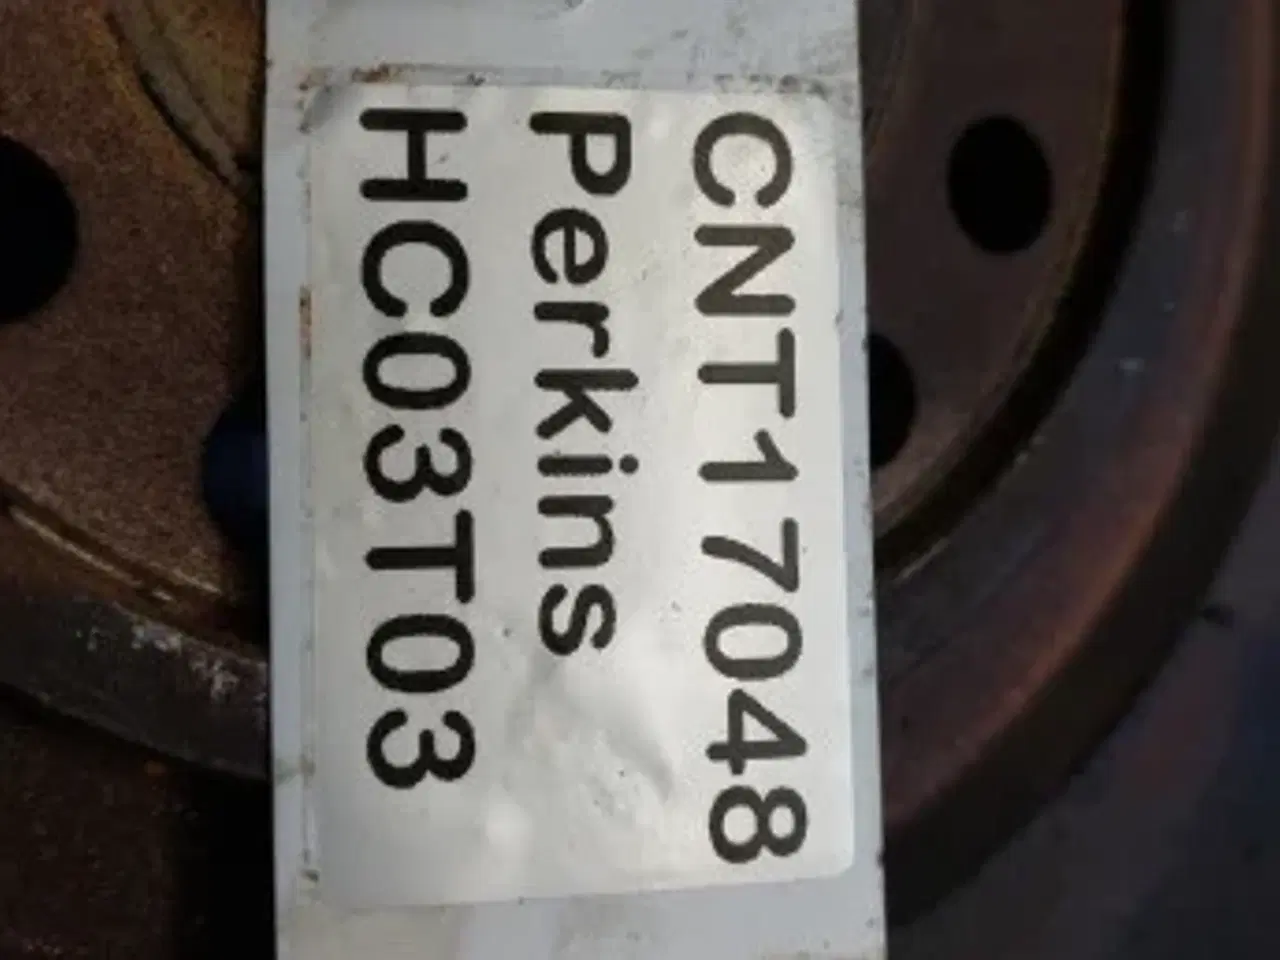 CNT17048
Perkins
HC03T03